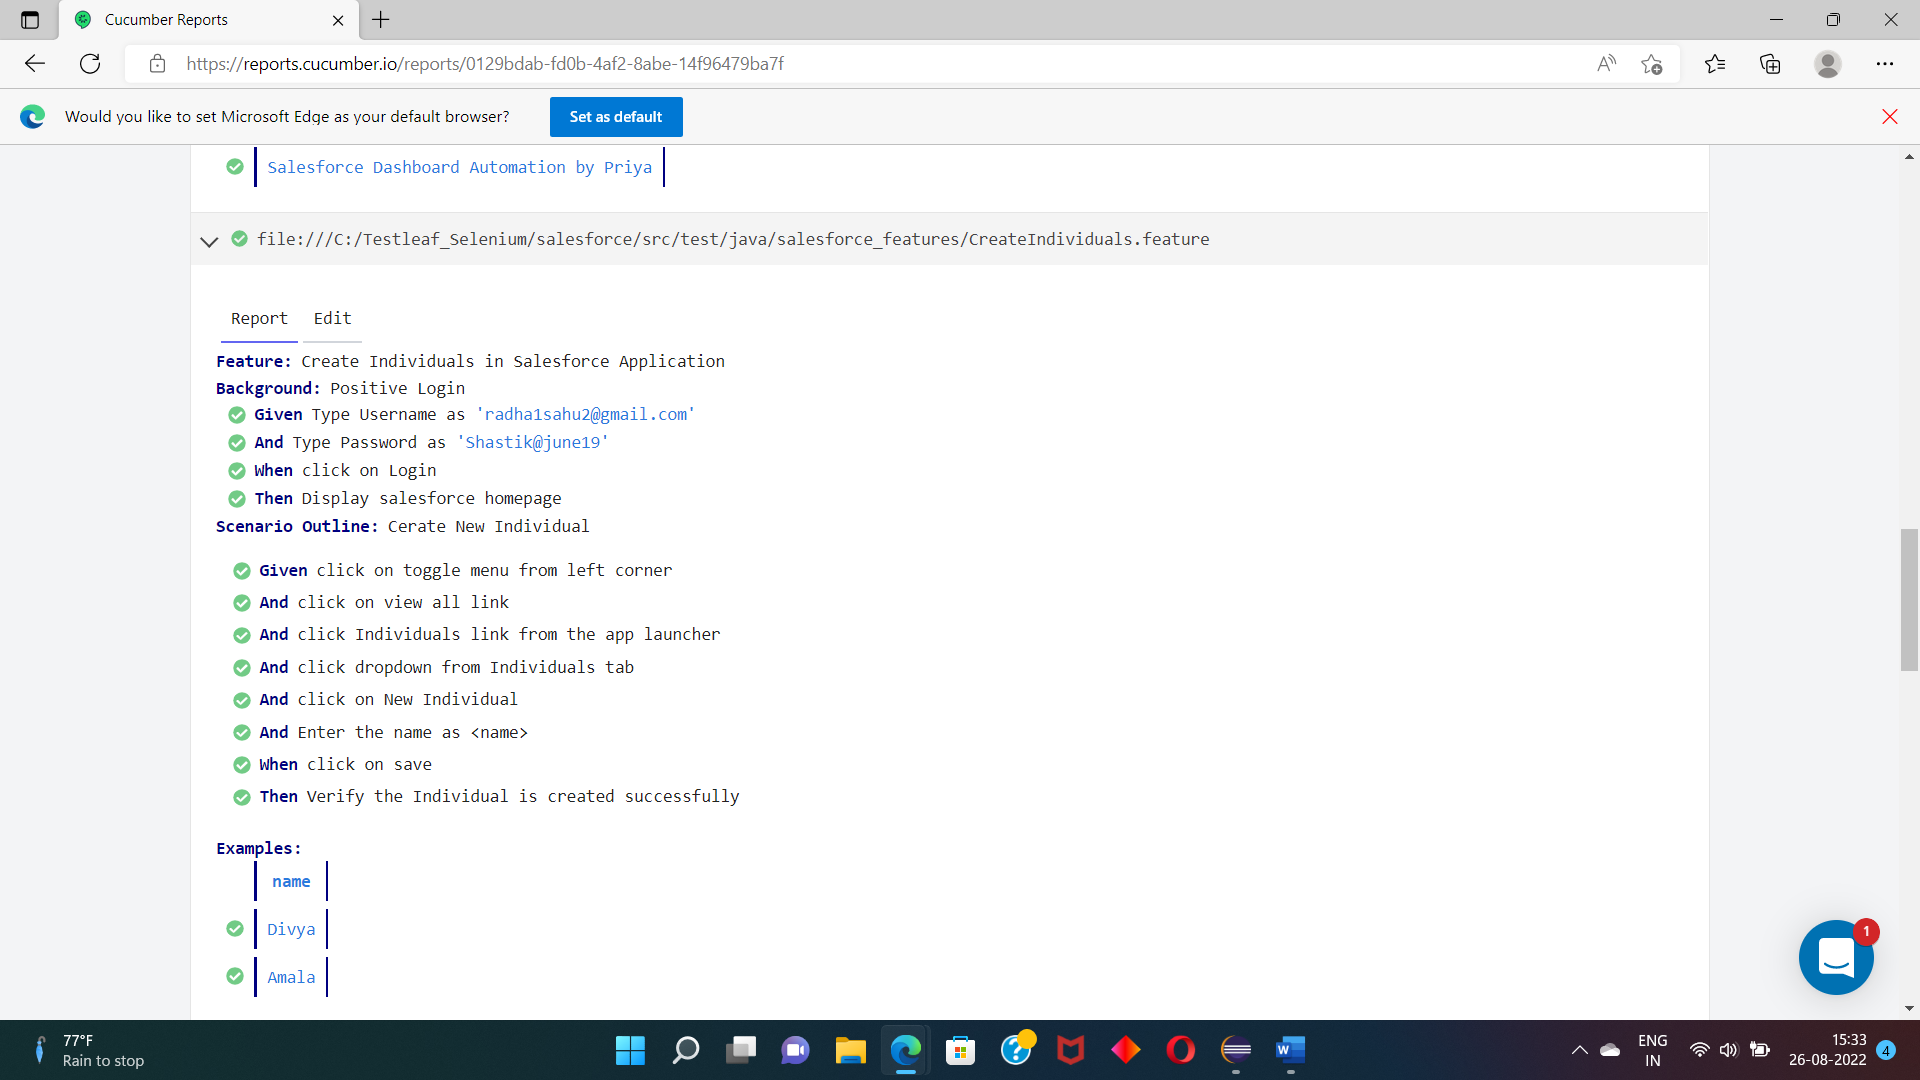 Cucumber Reports
https://reports.cucumber.io/reports/0129bdab-fd0b-4af2-8abe-14f96479ba7f
Would you like to set Microsoft Edge as your default browser?
Set as default
Salesforce Dashboard Automation by Priya
file:///C:/Testleaf_Selenium/salesforce/src/test/java/salesforce_features/CreateIndividuals.feature
Report Edit
Feature: Create Individuals in Salesforce Application
Background: Positive Login
Given Type Username as 'radha1sahu2@gmail.com'
And Type Password as 'Shastik@june19'
When click on Login
Then Display salesforce homepage
Scenario Outline: Cerate New Individual
Given click on toggle menu from left corner
And click on view all link
And click Individuals link from the app launcher
And click dropdown from Individuals tab
And click on New Individual
And Enter the name as <name>
When click on save
Then Verify the Individual is created successfully
Examples:
name
Divya
Amala
1
77°F
Rain to stop
ENG
IN
15:33
26-08-2022
4